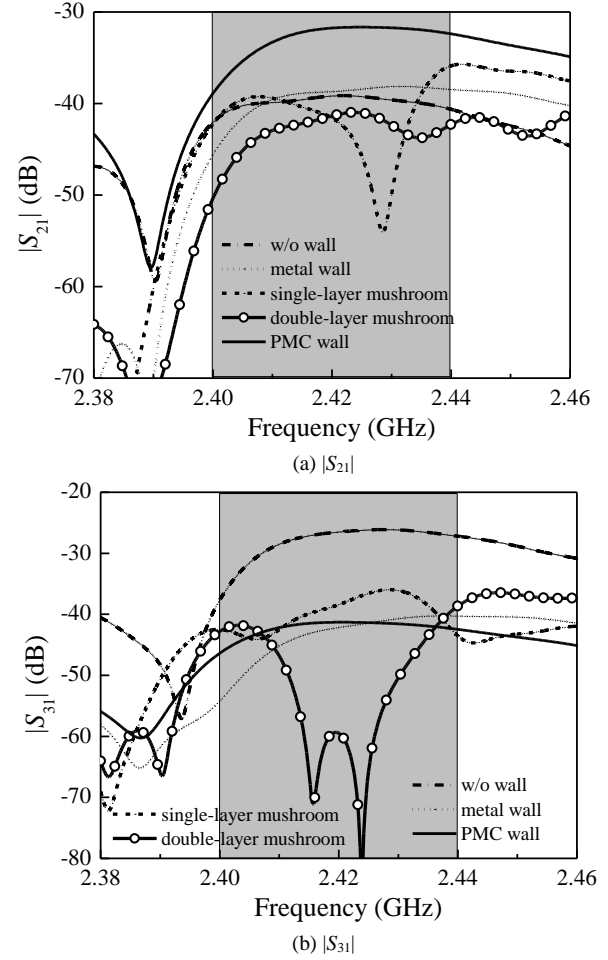 -30
-40
-50
-60
-70
|S21| (dB)
w/o wall
metal wall
single-layer mushroom
double-layer mushroom
PMC wall
2.38 2.40 2.42 2.44 2.46
Frequency (GHz)
(a) |S21|
-20
-30
-40
-50
-60
-70
-80
|S31| (dB)
w/o wall
metal wall
PMC wall
single-layer mushroom
double-layer mushroom
2.38 2.40 2.42 2.44 2.46
Frequency (GHz)
(b) |S31|